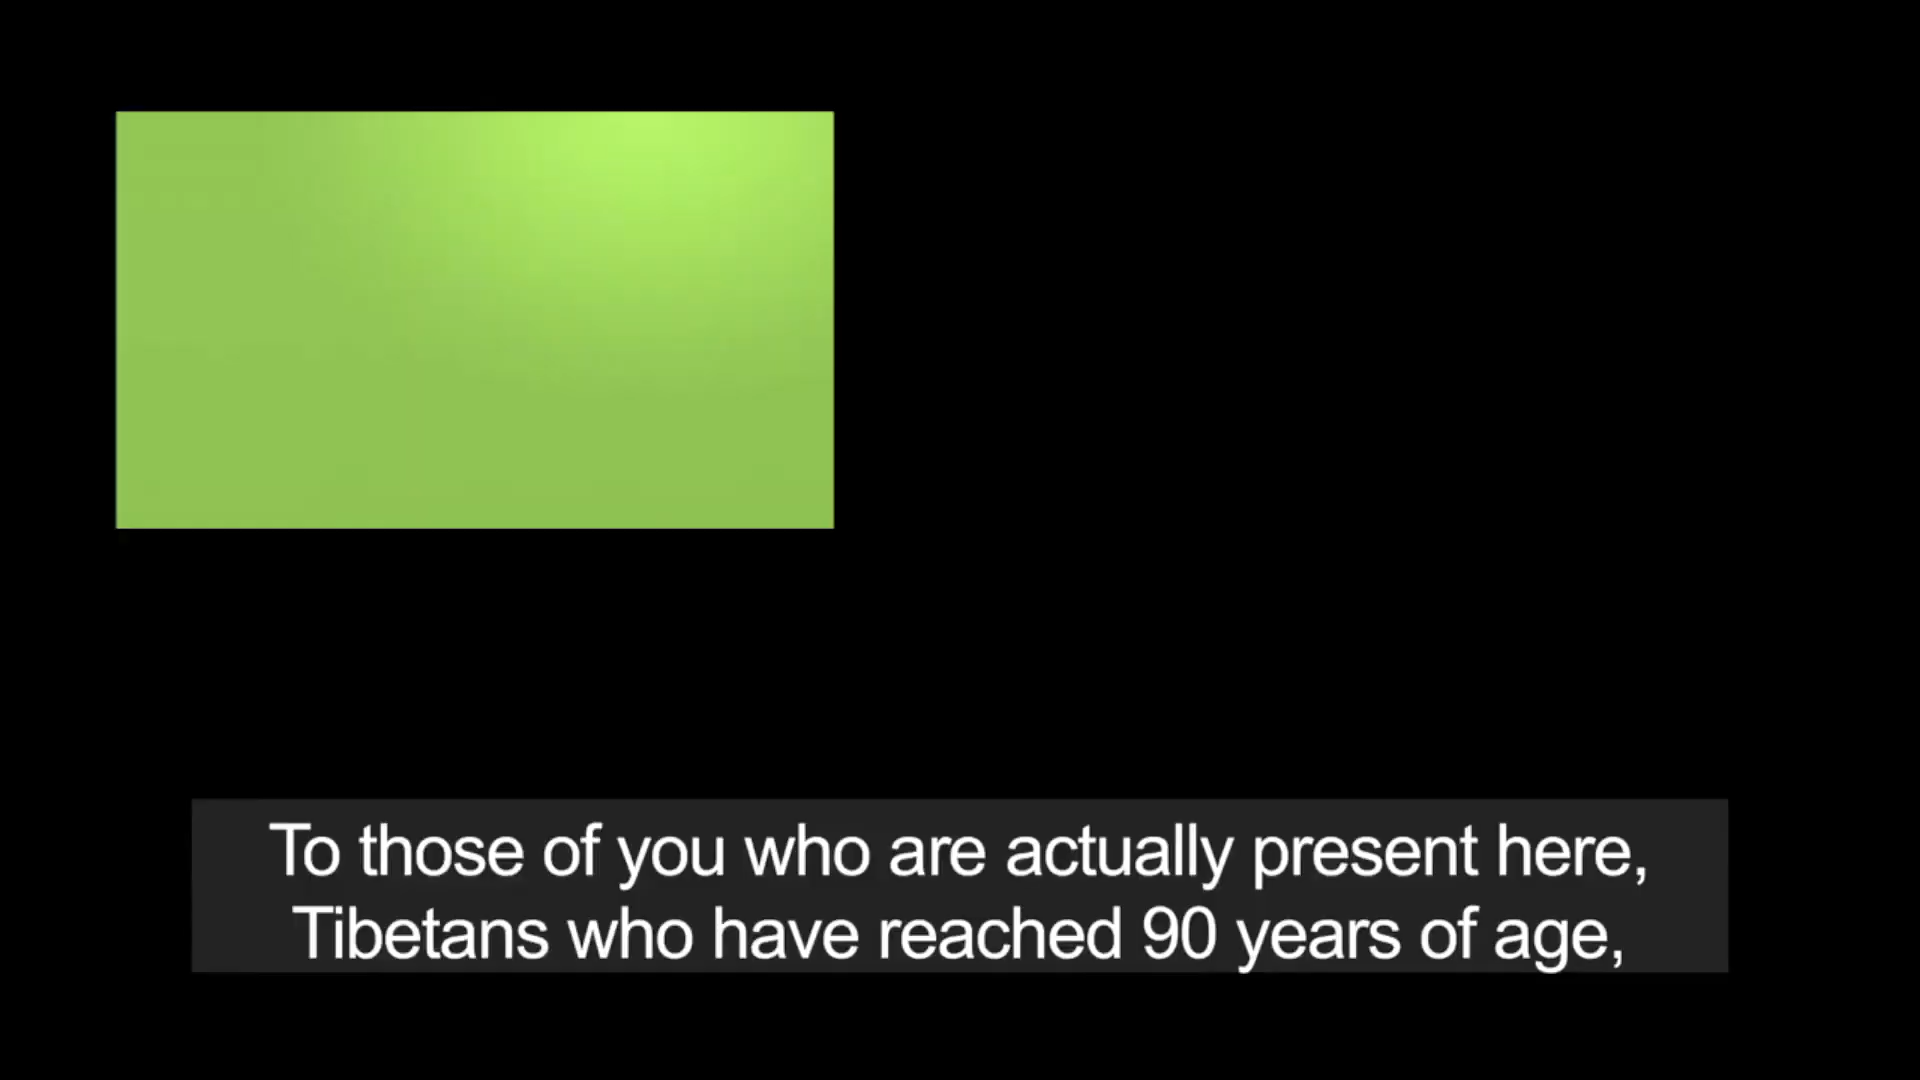 To those of you who are actually present here,
Tibetans who have reached 90 years of age,